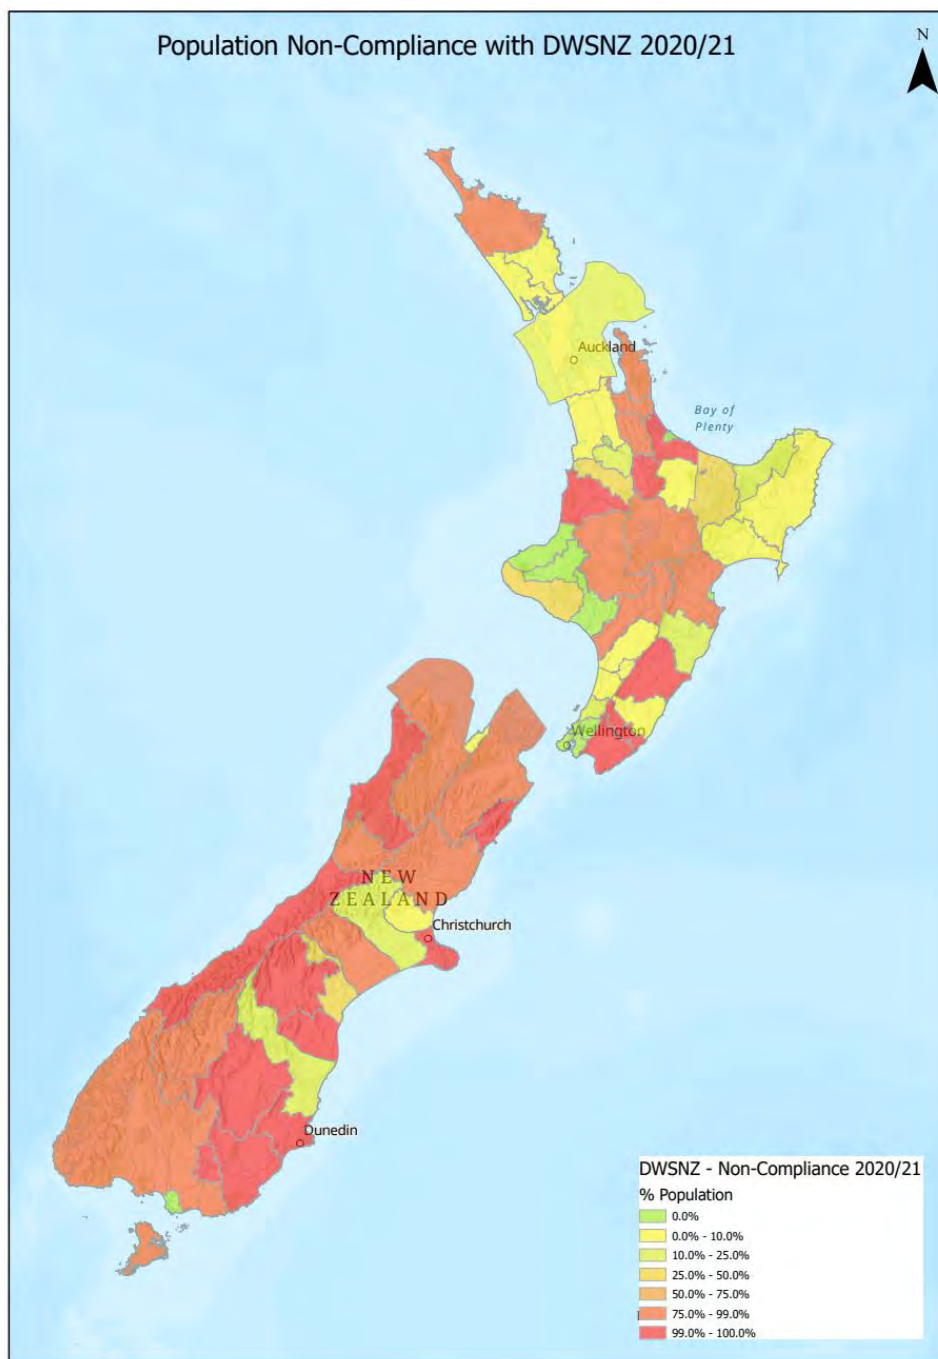 Population Non-Compliance with DWSNZ 2020/21
N
Auckland
Bay of
Plenty
Wellington
NEW
ZEALAND
Christchurch
Dunedin
DWSNZ - Non-Compliance 2020/21
% Population
0.0%
0.0% - 10.0%
10.0% - 25.0%
25.0% - 50.0%
50.0% - 75.0%
75.0% - 99.0%
99.0% - 100.0%